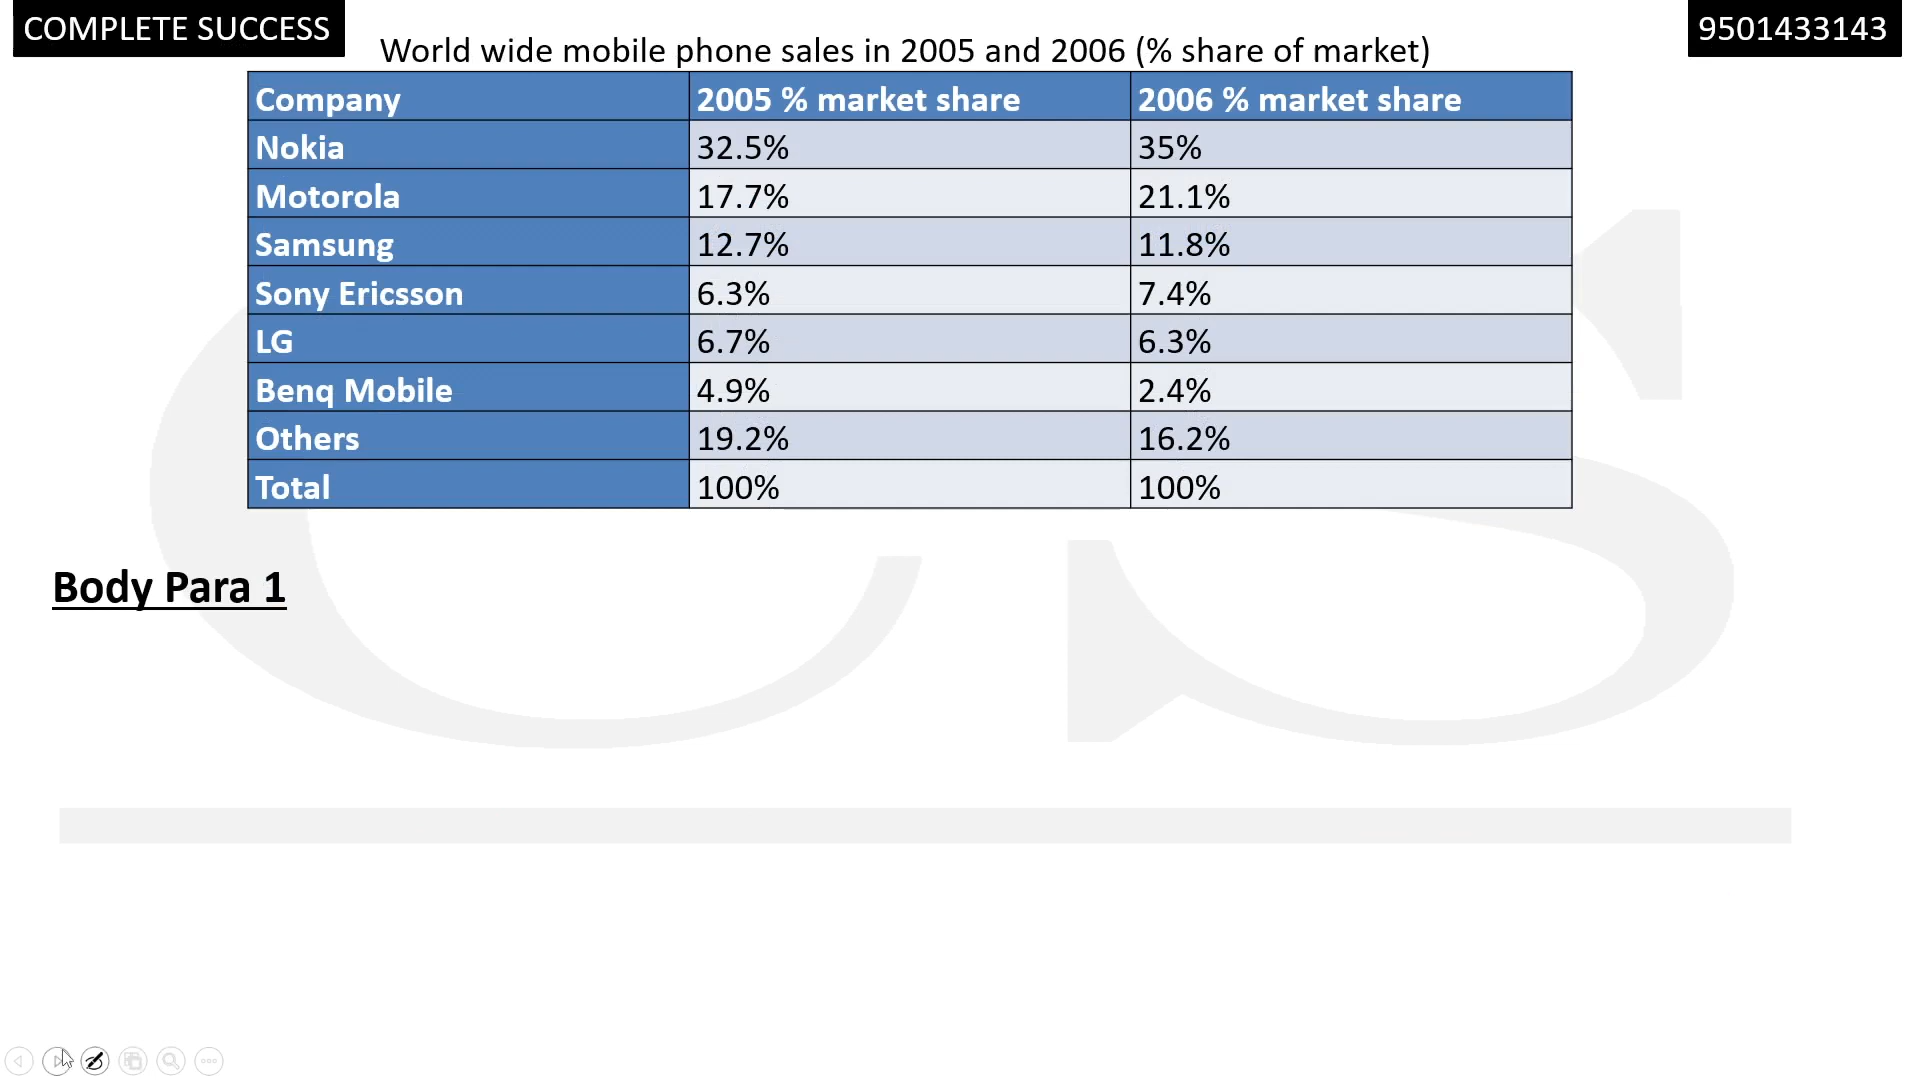 COMPLETE SUCCESS
9501433143
World wide mobile phone sales in 2005 and 2006 (% share of market)
Company 2005 % market share 2006 % market share
Nokia 32.5% 35%
Motorola 17.7% 21.1%
Samsung 12.7% 11.8%
Sony Ericsson 6.3% 7.4%
LG 6.7% 6.3%
Benq Mobile 4.9% 2.4%
Others 19.2% 16.2%
Total 100% 100%
Body Para 1
CS